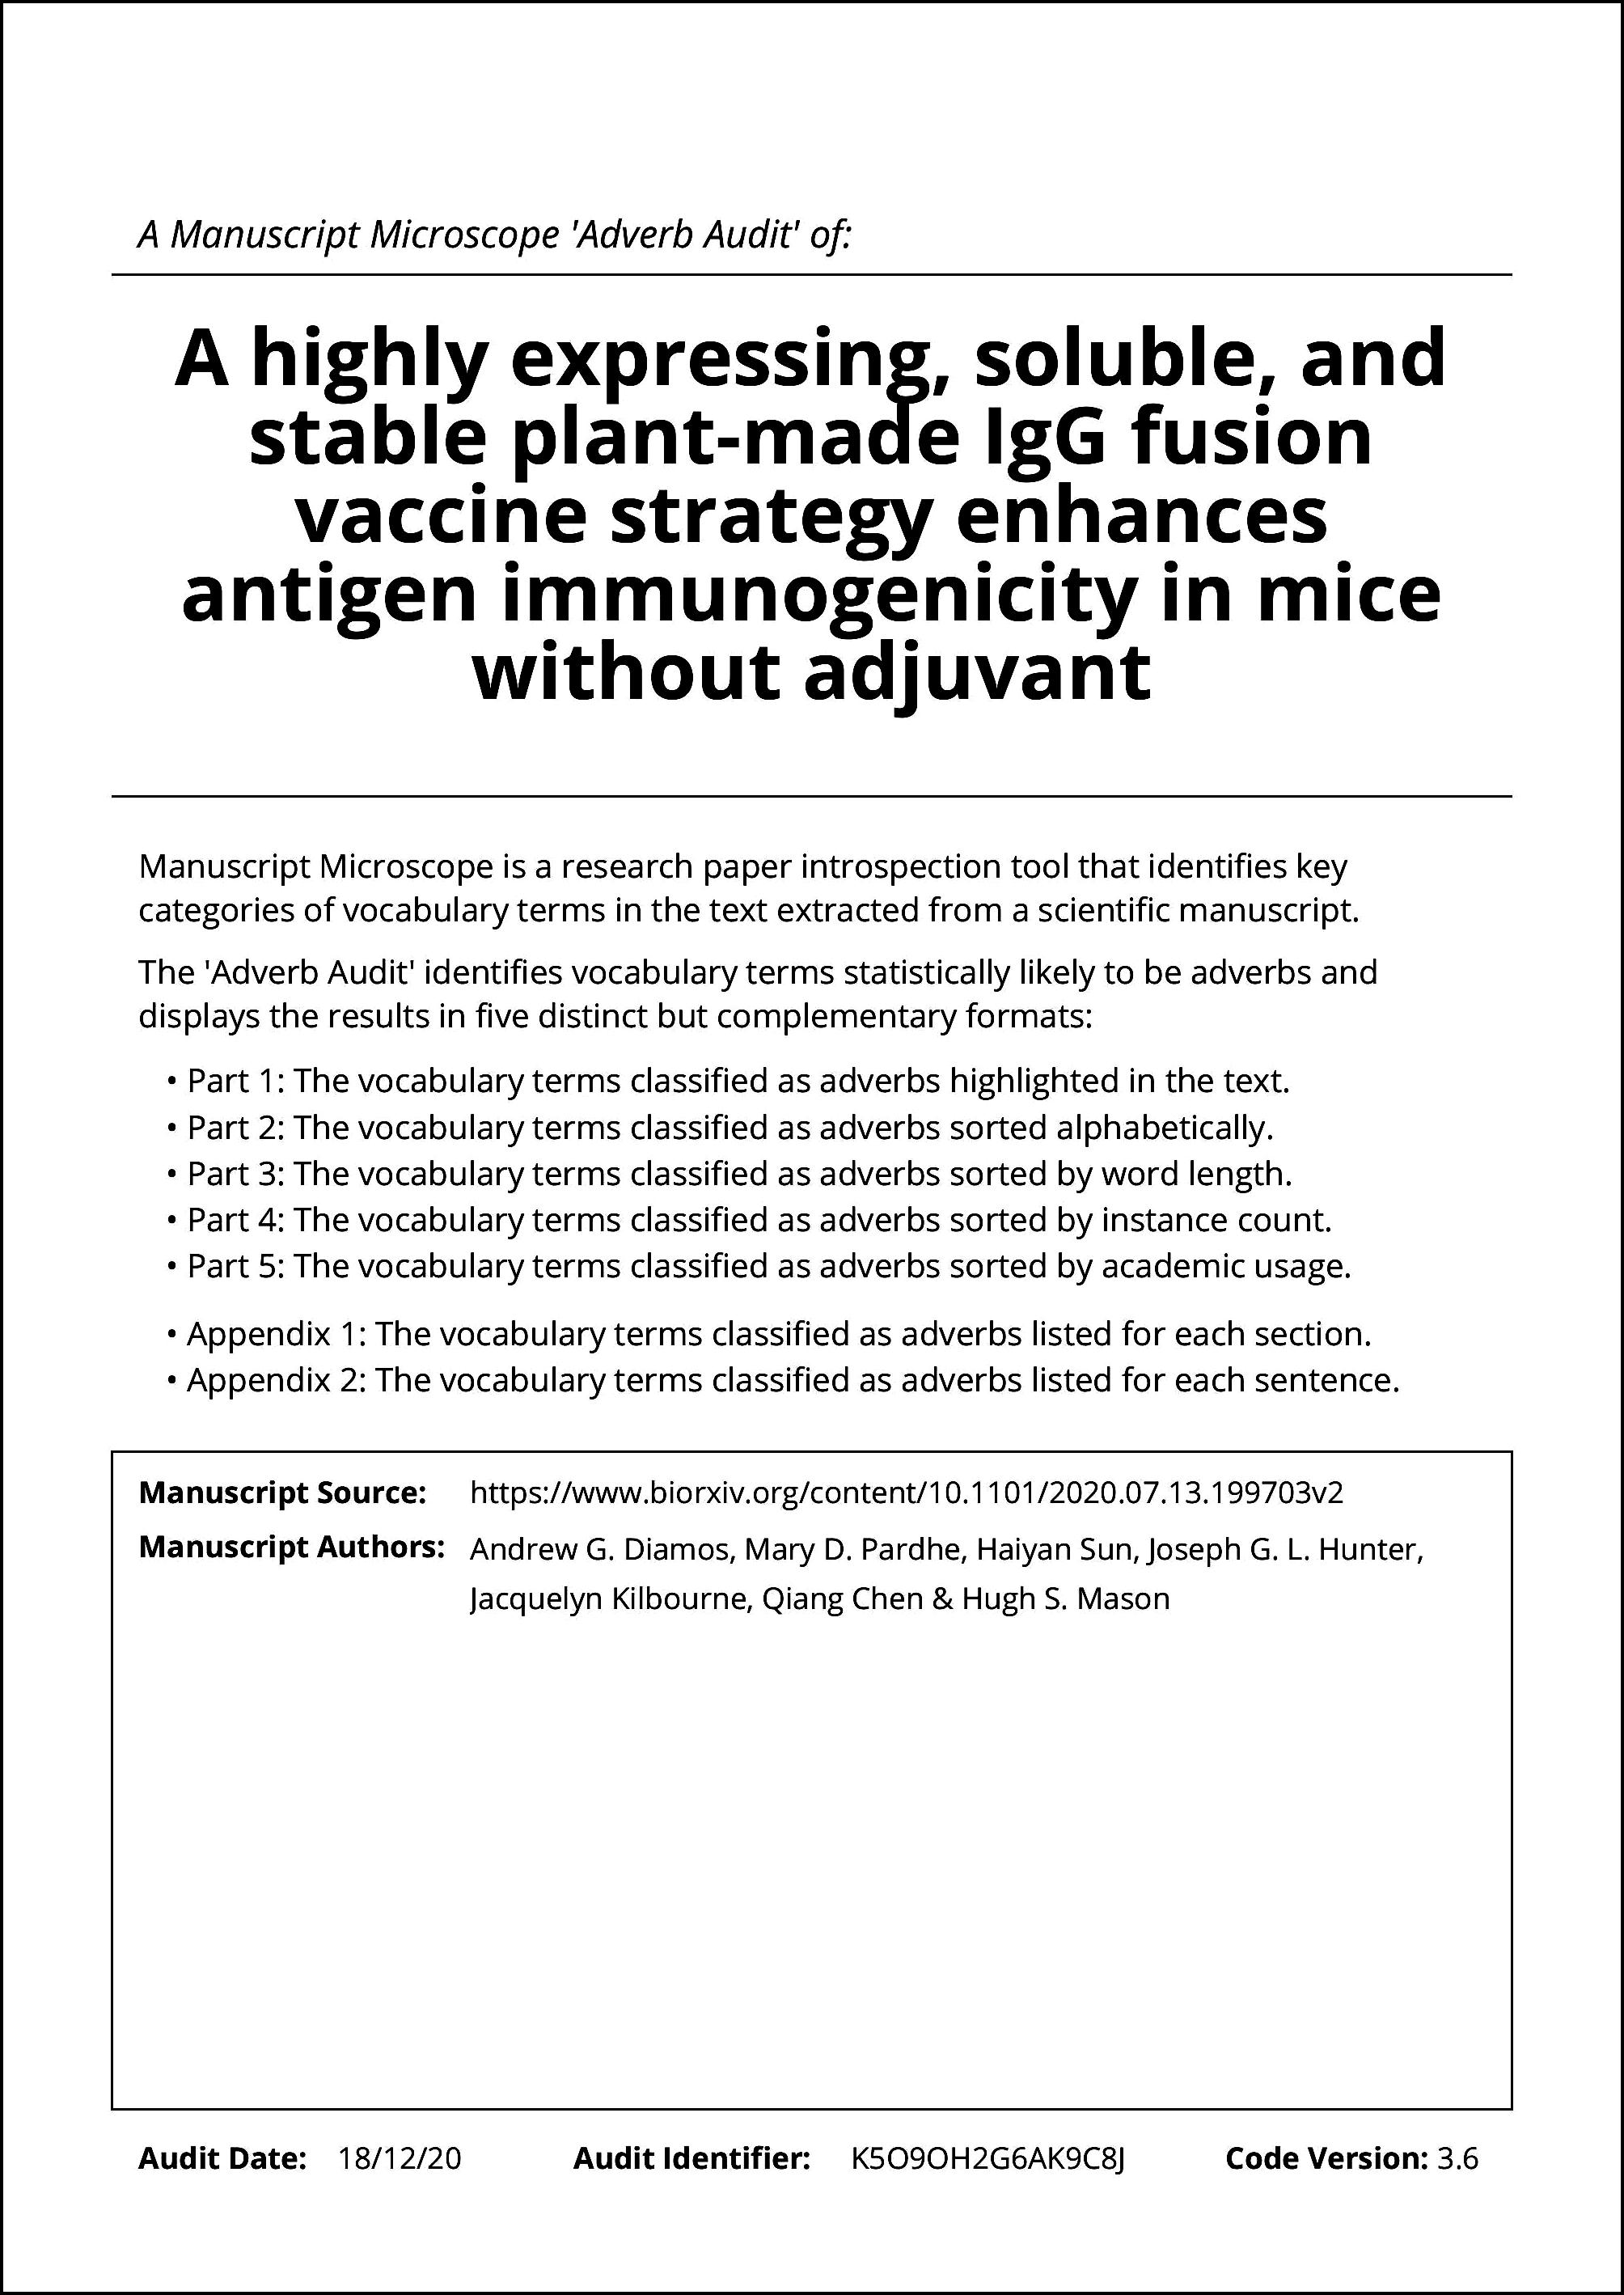 A Manuscript Microscope 'Adverb Audit' of:
A highly expressing, soluble, and
stable plant-made IgG fusion
vaccine strategy enhances
antigen immunogenicity in mice
without adjuvant
Manuscript Microscope is a research paper introspection tool that identifies key
categories of vocabulary terms in the text extracted from a scientific manuscript.
The 'Adverb Audit' identifies vocabulary terms statistically likely to be adverbs and
displays the results in five distinct but complementary formats:
• Part 1: The vocabulary terms classified as adverbs highlighted in the text.
• Part 2: The vocabulary terms classified as adverbs sorted alphabetically.
• Part 3: The vocabulary terms classified as adverbs sorted by word length.
• Part 4: The vocabulary terms classified as adverbs sorted by instance count.
• Part 5: The vocabulary terms classified as adverbs sorted by academic usage.
• Appendix 1: The vocabulary terms classified as adverbs listed for each section.
• Appendix 2: The vocabulary terms classified as adverbs listed for each sentence.
Manuscript Source: https://www.biorxiv.org/content/10.1101/2020.07.13.199703v2
Manuscript Authors: Andrew G. Diamos, Mary D. Pardhe, Haiyan Sun, Joseph G. L. Hunter,
Jacquelyn Kilbourne, Qiang Chen & Hugh S. Mason
Audit Date: 18/12/20 Audit Identifier: K5O9OH2G6AK9C8J Code Version: 3.6